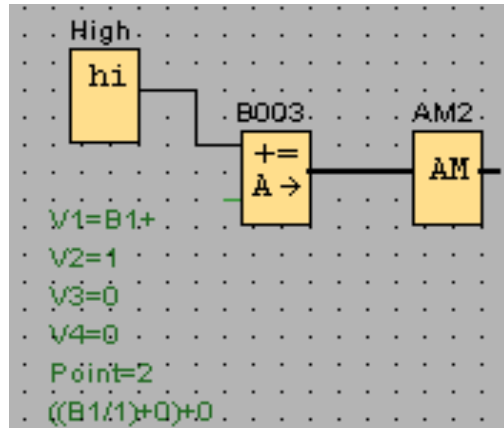 High
hi
B003
AM2
+=
A→
AM
V1=B1+
V2=1
V3=0
V4=0
Point=2
((B1/1)+0)+0